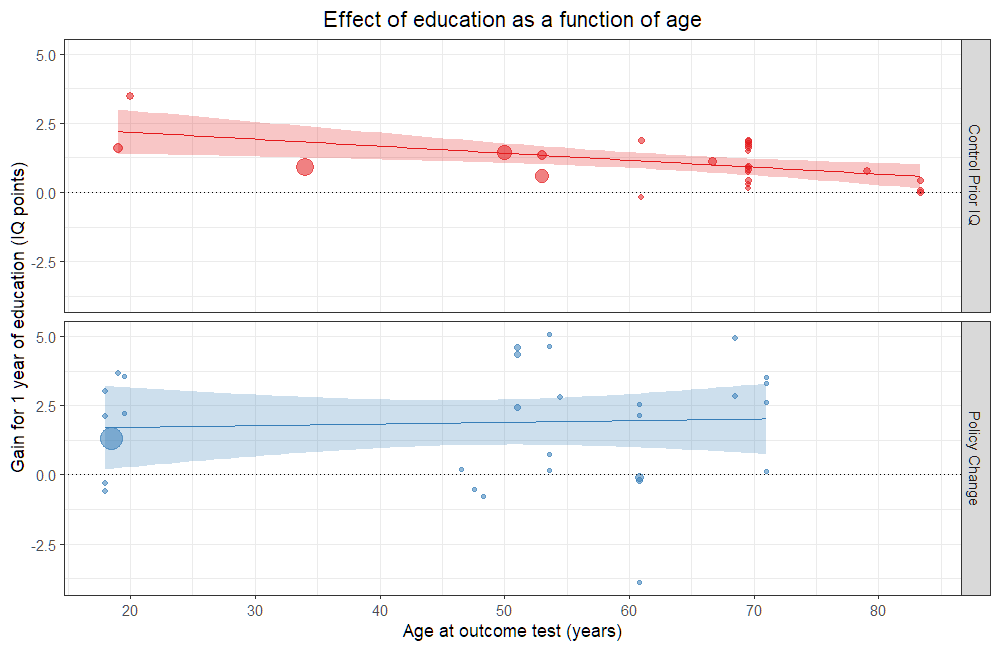 Effect of education as a function of age
Gain for 1 year of education (IQ points)
5.0
2.5
0.0
-2.5
Control Prior IQ
5.0
2.5
0.0
-2.5
Policy Change
20 30 40 50 60 70 80
Age at outcome test (years)